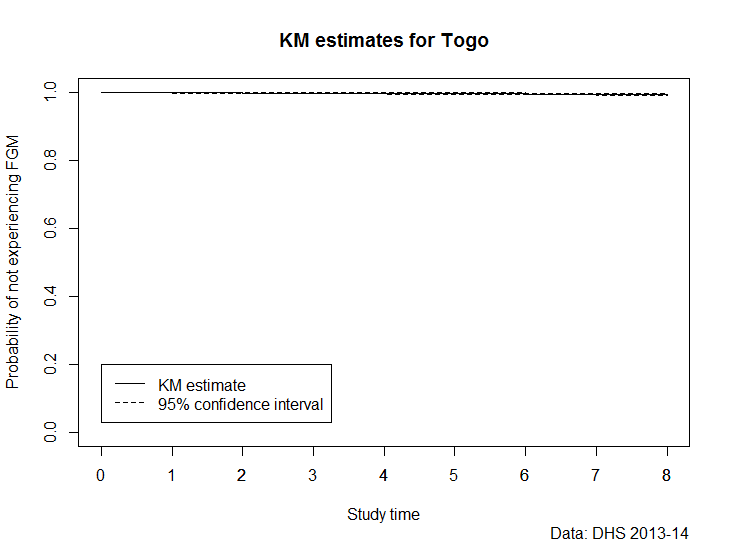 KM estimates for Togo
Probability of not experiencing FGM
1.0
0.8
0.6
0.4
0.2
0.0
KM estimate
95% confidence interval
0 1 2 3 4 5 6 7 8
Study time
Data: DHS 2013-14